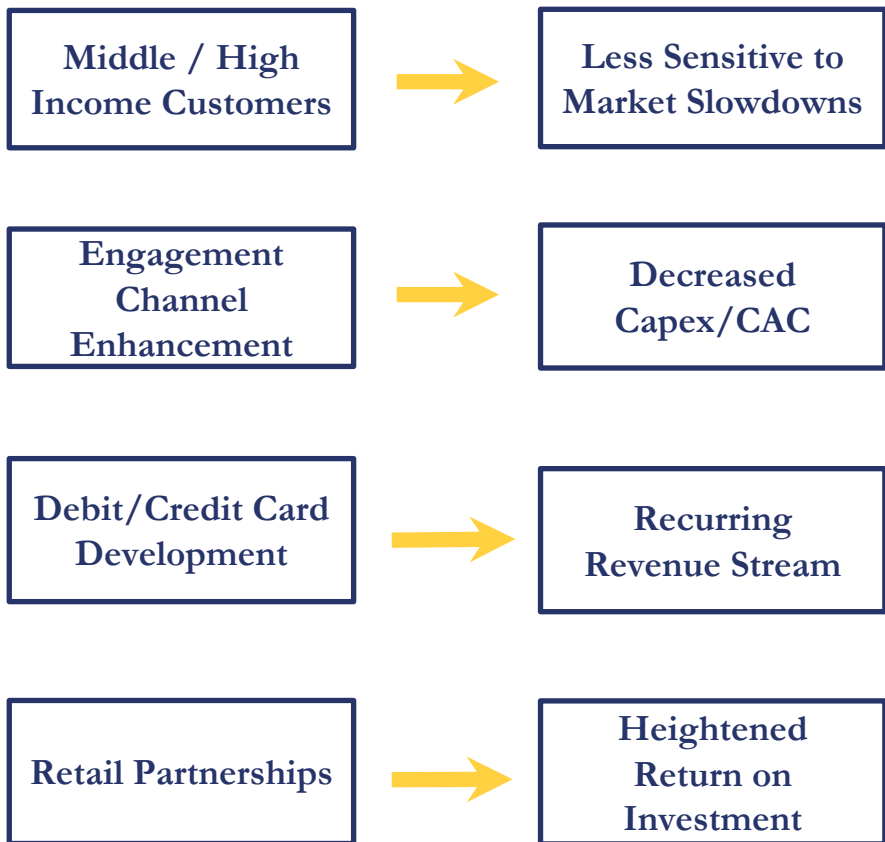 Middle / High
Income Customers
Less Sensitive to
Market Slowdowns
Engagement
Channel
Enhancement
Decreased
Capex/CAC
Debit/Credit Card
Development
Recurring
Revenue Stream
Retail Partnerships
Heightened
Return on
Investment